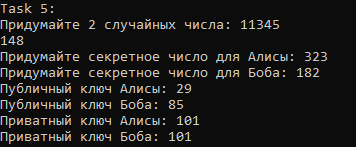 Task 5:
Придумайте 2 случайных числа: 11345
148
Придумайте секретное число для Алисы: 323
Придумайте секретное число для Боба: 182
Публичный ключ Алисы: 29
Публичный ключ Боба: 85
Приватный ключ Алисы: 101
Приватный ключ Боба: 101